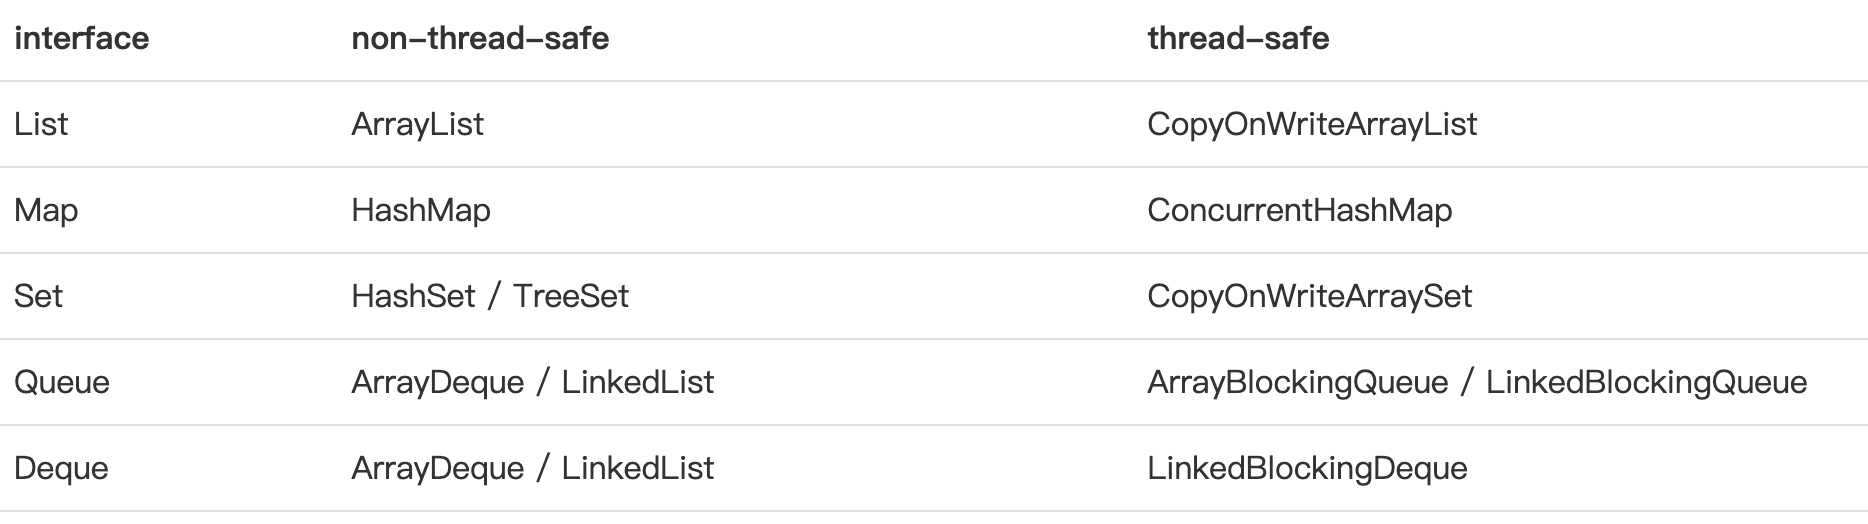 interface non-thread-safe thread-safe
List ArrayList CopyOnWriteArrayList
Map HashMap ConcurrentHashMap
Set HashSet / TreeSet CopyOnWriteArraySet
Queue ArrayDeque / LinkedList ArrayBlockingQueue / LinkedBlockingQueue
Deque ArrayDeque / LinkedList LinkedBlockingDeque